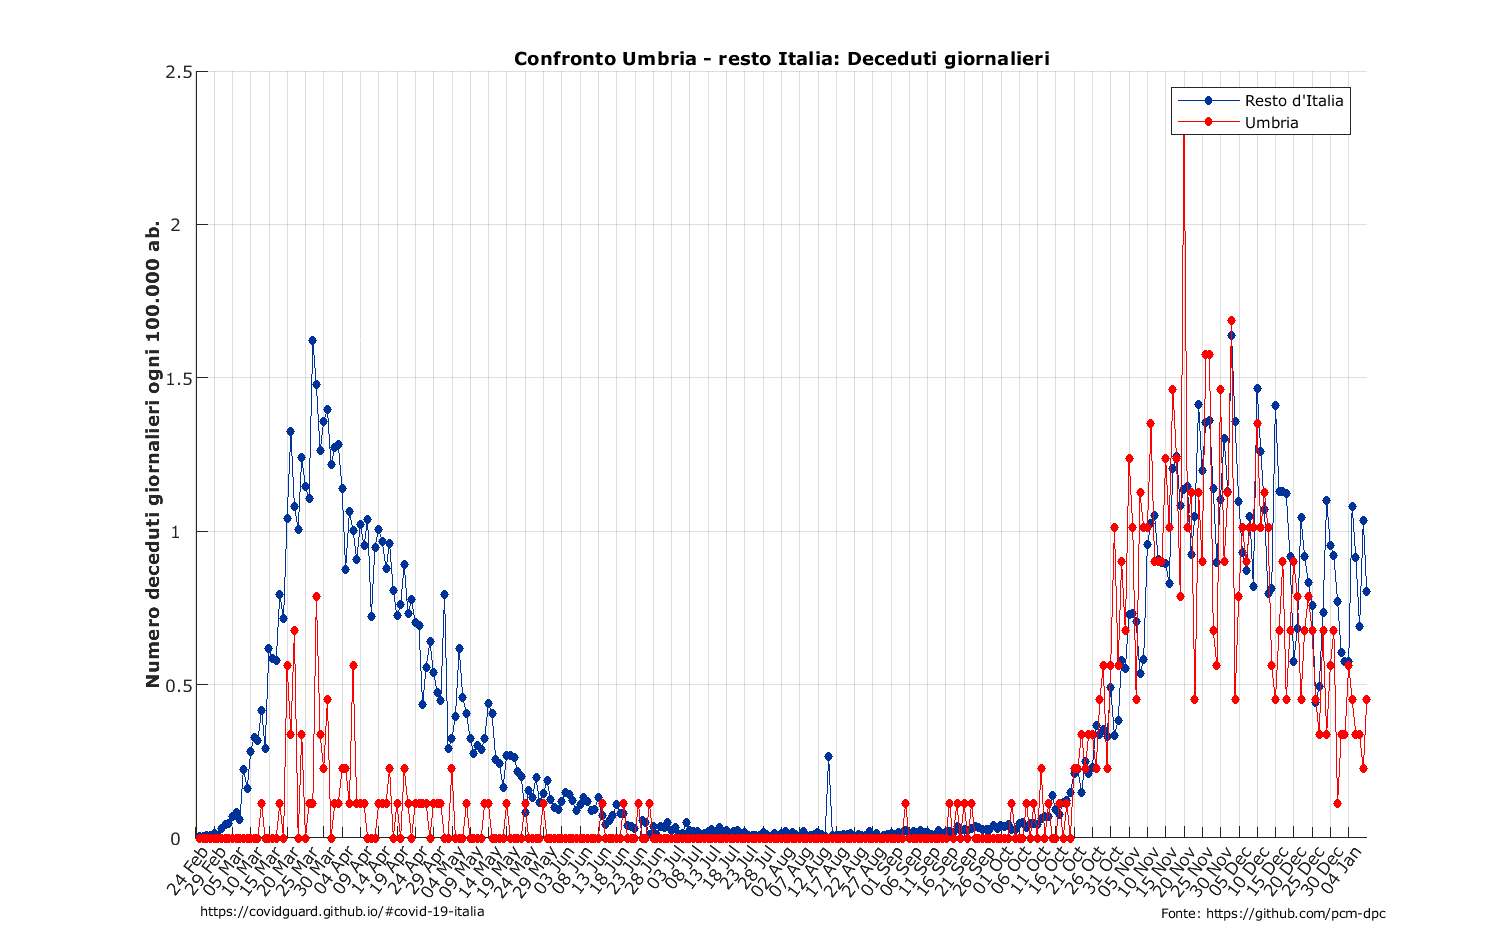 Confronto Umbria - resto Italia: Deceduti giornalieri
Resto d'Italia
Umbria
Numero deceduti giornalieri ogni 100.000 ab.
2.5
2
1.5
1
0.5
0
24 Feb
29 Feb
05 Mar
10 Mar
15 Mar
20 Mar
25 Mar
30 Mar
04 Apr
09 Apr
14 Apr
19 Apr
24 Apr
29 Apr
04 May
09 May
14 May
19 May
24 May
29 May
03 Jun
08 Jun
13 Jun
18 Jun
23 Jun
28 Jun
03 Jul
08 Jul
13 Jul
18 Jul
23 Jul
28 Jul
02 Aug
07 Aug
12 Aug
17 Aug
22 Aug
27 Aug
01 Sep
06 Sep
11 Sep
16 Sep
21 Sep
26 Sep
01 Oct
06 Oct
11 Oct
16 Oct
21 Oct
26 Oct
31 Oct
05 Nov
10 Nov
15 Nov
20 Nov
25 Nov
30 Nov
05 Dec
10 Dec
15 Dec
20 Dec
25 Dec
30 Dec
04 Jan
https://covidguard.github.io/#covid-19-italia
Fonte: https://github.com/pcm-dpc